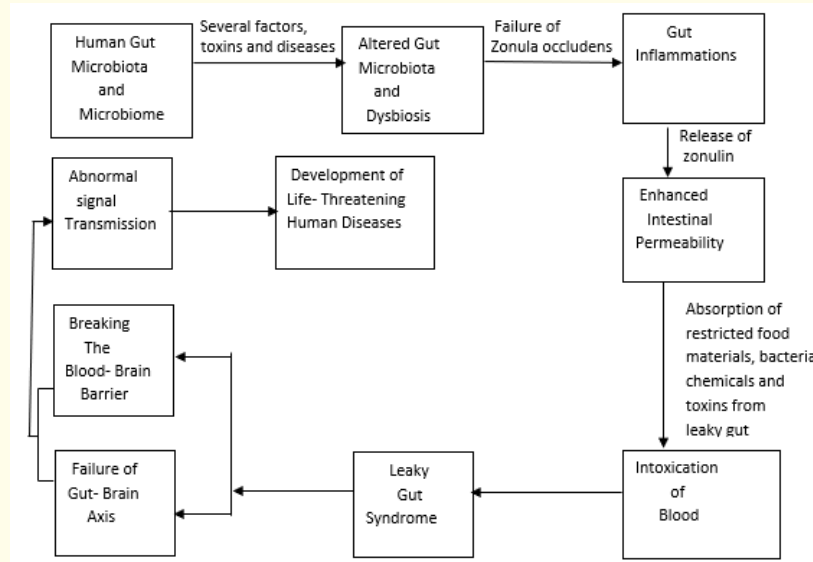 Human Gut
Microbiota
and
Microbiome
Several factors,
toxins and diseases
Altered Gut
Microbiota
and
Dysbiosis
Failure of
Zonula occludens
Gut
Inflammations
Release of
zonulin
Enhanced
Intestinal
Permeability
Absorption of
restricted food
materials, bacteria
chemicals and
toxins from
leaky gut
Intoxication
of
Blood
Leaky
Gut
Syndrome
Breaking
The
Blood- Brain
Barrier
Failure of
Gut- Brain
Axis
Abnormal
signal
Transmission
Development of
Life- Threatening
Human Diseases